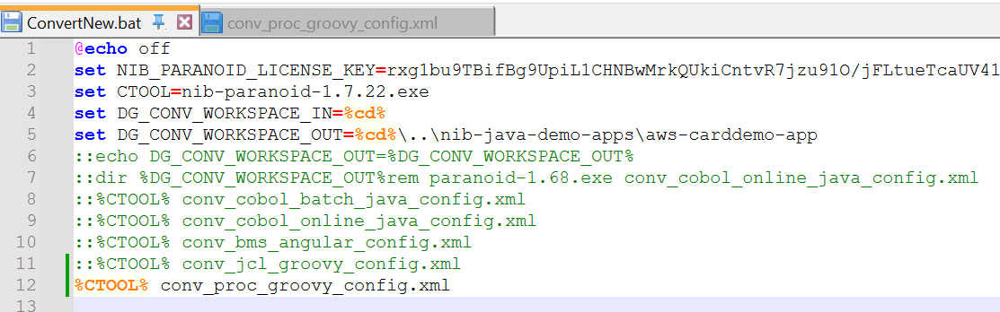 ConvertNew.bat
conv_proc_groovy_config.xml
1 @echo off
2 set NIB_PARANOID_LICENSE_KEY=rxg1bu9TBifBg9UpiL1CHNBwMrkQUkiCntvR7jzu91O/jFLtueTcaUV41
3 set CTOOL=nib-paranoid-1.7.22.exe
4 set DG_CONV_WORKSPACE_IN=%cd%
5 set DG_CONV_WORKSPACE_OUT=%cd%\..\nib-java-demo-apps\aws-carddemo-app
6 ::echo DG_CONV_WORKSPACE_OUT=%DG_CONV_WORKSPACE_OUT%
7 ::dir %DG_CONV_WORKSPACE_OUT%rem paranoid-1.68.exe conv_cobol_online_java_config.xml
8 ::%CTOOL% conv_cobol_batch_java_config.xml
9 ::%CTOOL% conv_cobol_online_java_config.xml
10 ::%CTOOL% conv_bms_angular_config.xml
11 ::%CTOOL% conv_jcl_groovy_config.xml
12 %CTOOL% conv_proc_groovy_config.xml
13